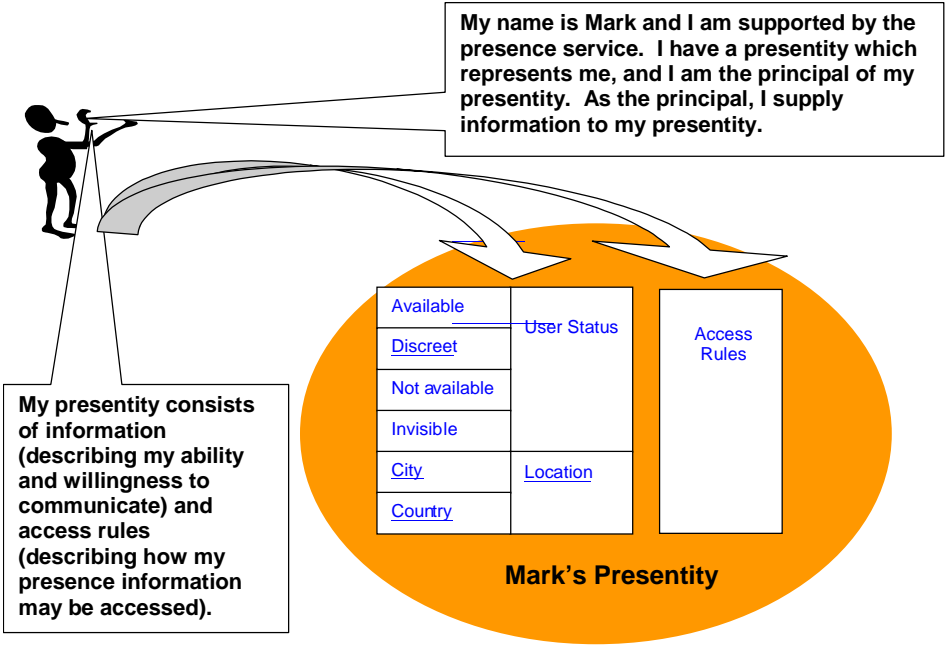 My name is Mark and I am supported by the
presence service. I have a presentity which
represents me, and I am the principal of my
presentity. As the principal, I supply
information to my presentity.
Available
User Status
Discreet
Not available
Invisible
City
Location
Country
Access
Rules
My presentity consists
of information
(describing my ability
and willingness to
communicate) and
access rules
(describing how my
presence information
may be accessed).
Mark's Presentity